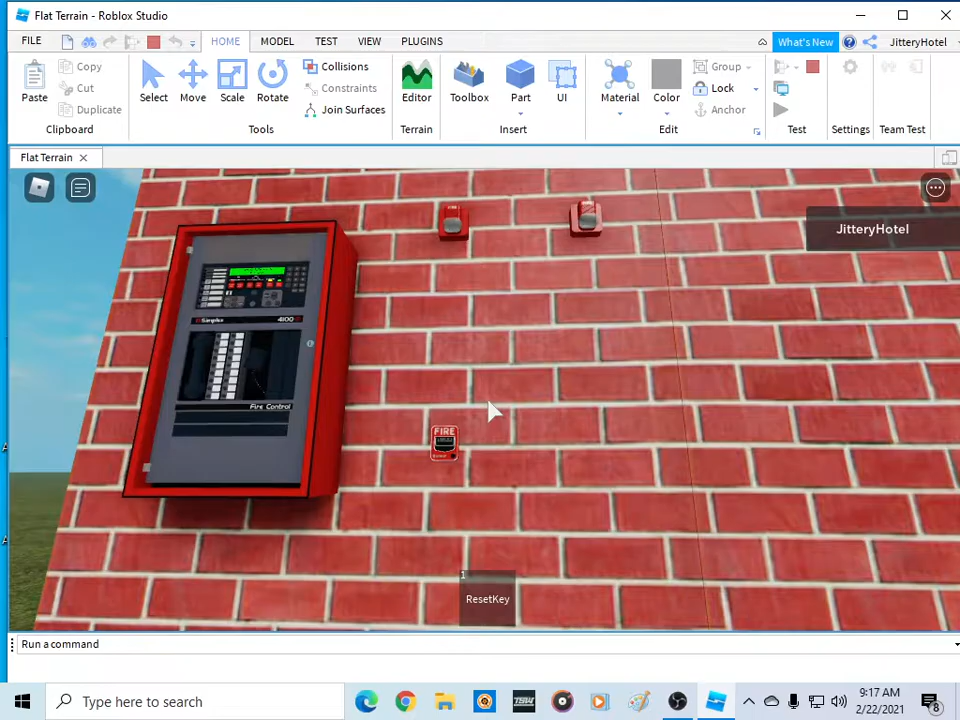 Flat Terrain - Roblox Studio
FILE
HOME
MODEL
TEST
VIEW
PLUGINS
What's New
JitteryHotel
Paste
Copy
Cut
Duplicate
Clipboard
Select
Move
Scale
Rotate
Collisions
Constraints
Join Surfaces
Tools
Editor
Terrain
Toolbox
Part
UI
Insert
Material
Color
Group
Lock
Anchor
Edit
Test
Settings
Team Test
Flat Terrain
JitteryHotel
Simplex 4100
Fire Control
FIRE
1
ResetKey
Run a command
Type here to search
TSW
9:17 AM
2/22/2021
8